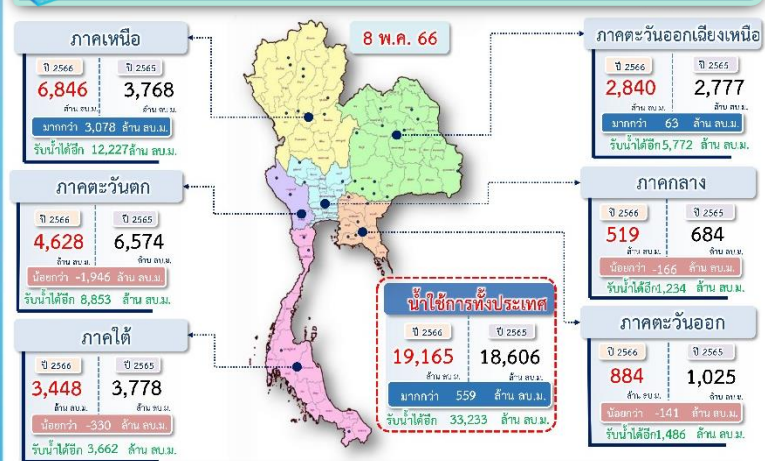 8 พ.ค. 66
ภาคเหนือ
ปี 2566 ปี 2565
6,846 3,768
ล้าน ลบ.ม. ล้าน ลบ.ม.
มากกว่า 3,078 ล้าน ลบ.ม.
รับน้ำได้อีก 12,227ล้าน ลบ.ม.
ภาคตะวันออกเฉียงเหนือ
ปี 2566 ปี 2565
2,840 2,777
ล้าน ลบ.ม. ล้าน ลบ.ม.
มากกว่า 63 ล้าน ลบ.ม.
รับน้ำได้อีก5,772 ล้าน ลบ.ม.
ภาคตะวันตก
ปี 2566 ปี 2565
4,628 6,574
ล้าน ลบ.ม. ล้าน ลบ.ม.
น้อยกว่า -1,946 ล้าน ลบ.ม.
รับน้ำได้อีก 8,853 ล้าน ลบ.ม.
ภาคกลาง
ปี 2566 ปี 2565
519 684
ล้าน ลบ.ม. ล้าน ลบ.ม.
น้อยกว่า -166 ล้าน ลบ.ม.
รับน้ำได้อีก1,234 ล้าน ลบ.ม.
ภาคใต้
ปี 2566 ปี 2565
3,448 3,778
ล้าน ลบ.ม. ล้าน ลบ.ม.
น้อยกว่า -330 ล้าน ลบ.ม.
รับน้ำได้อีก 3,662 ล้าน ลบ.ม.
น้ำใช้การทั้งประเทศ
ปี 2566 ปี 2565
19,165 18,606
ล้าน ลบ.ม. ล้าน ลบ.ม.
มากกว่า 559 ล้าน ลบ.ม.
รับน้ำได้อีก 33,233 ล้าน ลบ.ม.
ภาคตะวันออก
ปี 2566 ปี 2565
884 1,025
ล้าน ลบ.ม. ล้าน ลบ.ม.
น้อยกว่า -141 ล้าน ลบ.ม.
รับน้ำได้อีก1,486 ล้าน ลบ.ม.